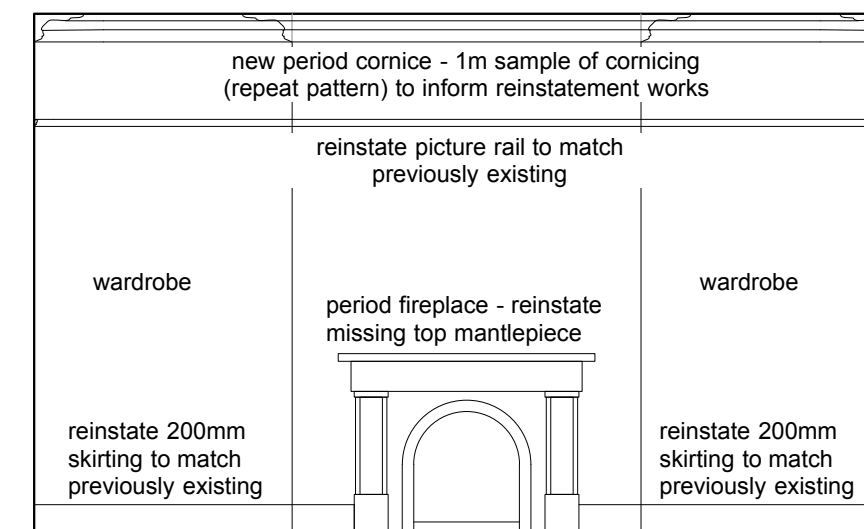 new period cornice - 1m sample of cornicing
(repeat pattern) to inform reinstatement works
reinstate picture rail to match
previously existing
wardrobe
wardrobe
period fireplace - reinstate
missing top mantlepiece
reinstate 200mm
skirting to match
previously existing
reinstate 200mm
skirting to match
previously existing